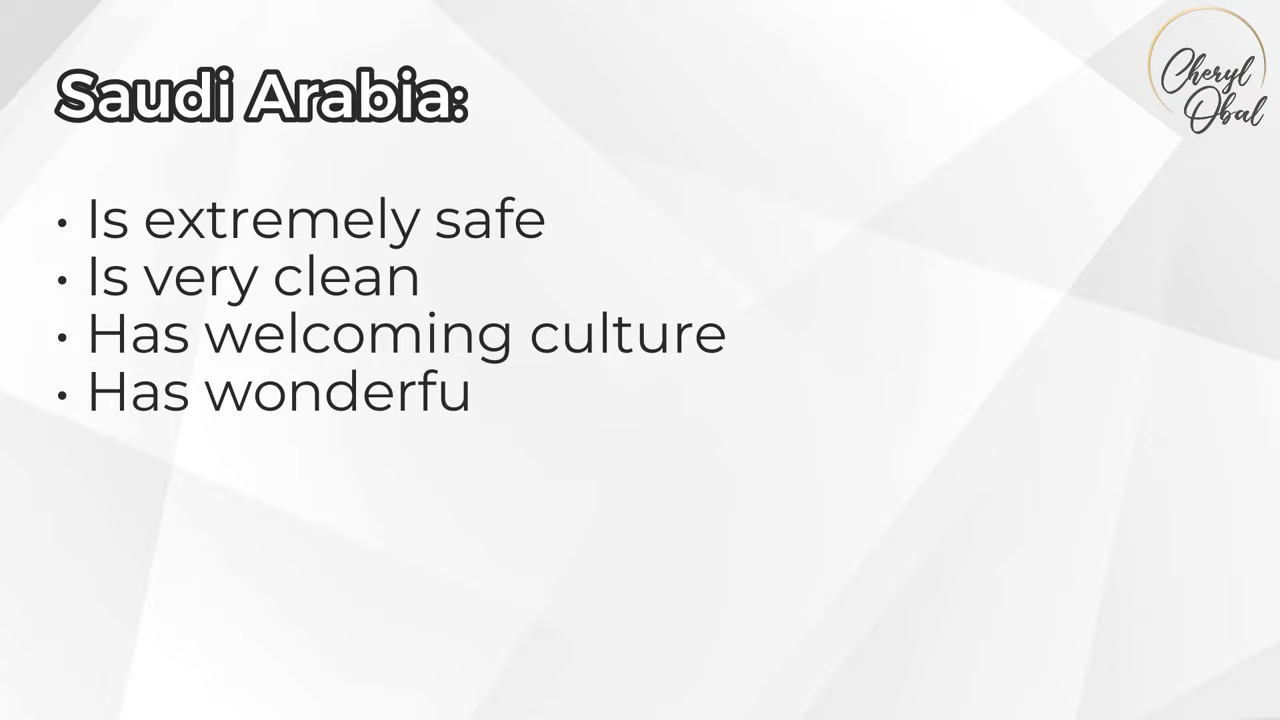 Saudi Arabia:
Cheryl
Obal
• Is extremely safe
• Is very clean
• Has welcoming culture
• Has wonderfu